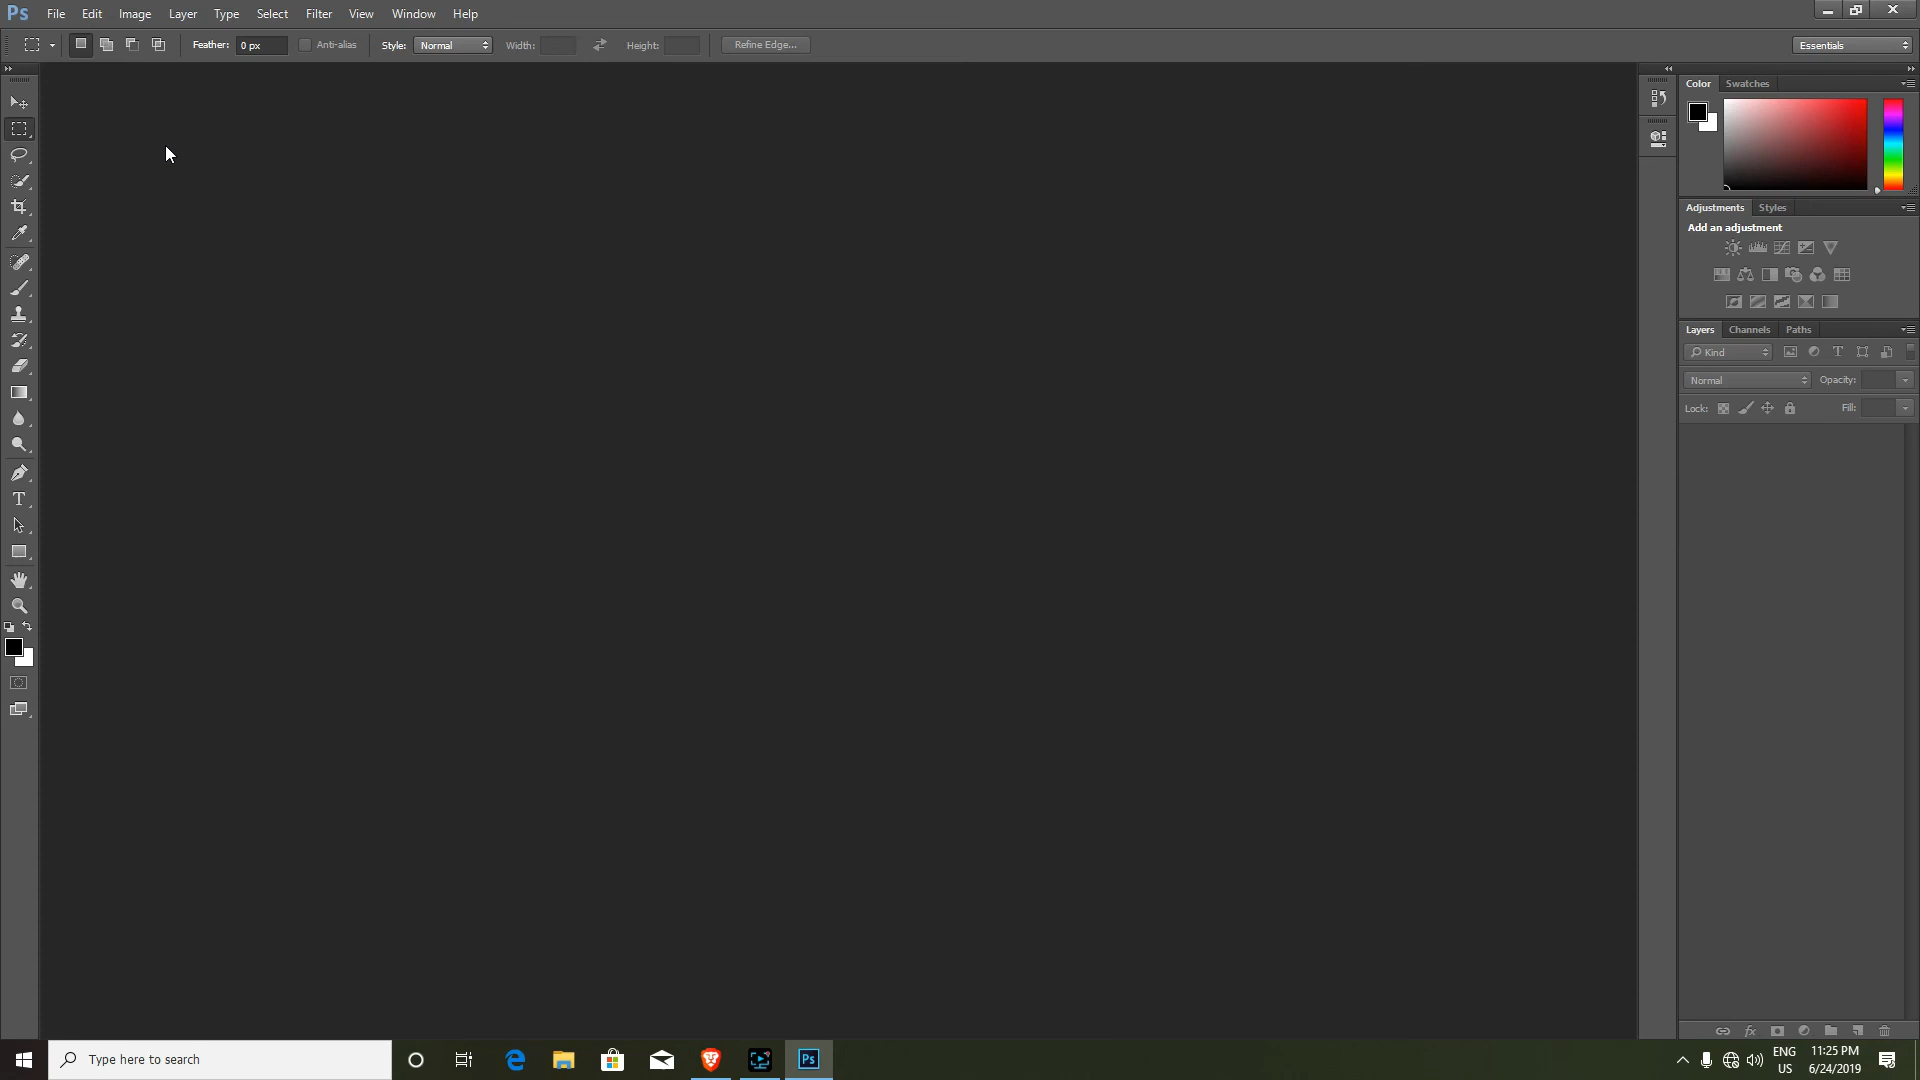 Ps File Edit Image Layer Type Select Filter View Window Help
Feather: 0 px Anti-alias Style: Normal Width: Height: Refine Edge... Essentials
Color Swatches
Adjustments Styles
Add an adjustment
Layers Channels Paths
Kind T
Normal Opacity:
Lock: Fill:
T
fx
Type here to search
Ps
ENG
US
11:25 PM
6/24/2019